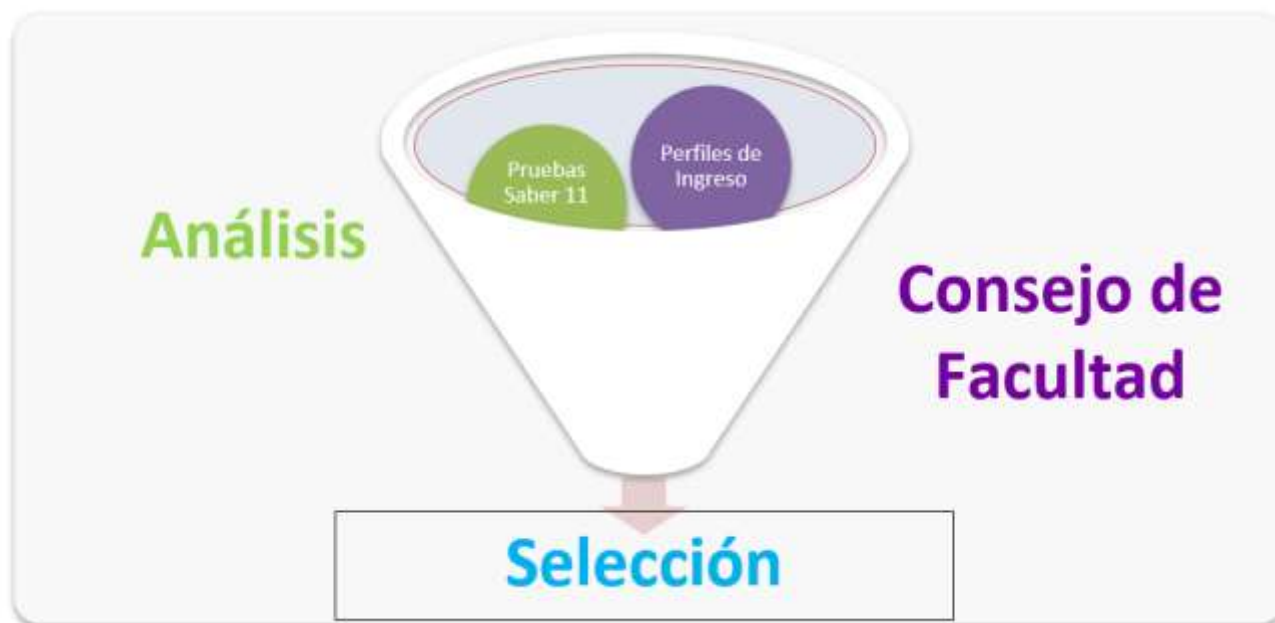 Pruebas
Saber 11
Perfiles de
Ingreso
Análisis
Consejo de
Facultad
Selección